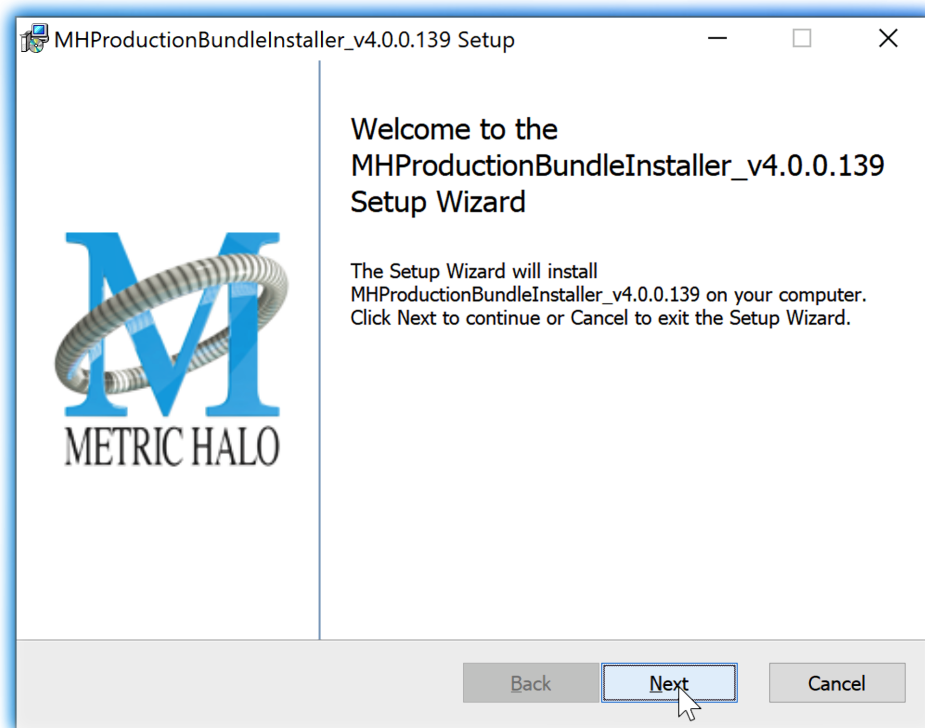 MHProductionBundleInstaller_v4.0.0.139 Setup
Welcome to the
MHProductionBundleInstaller_v4.0.0.139
Setup Wizard
The Setup Wizard will install
MHProductionBundleInstaller_v4.0.0.139 on your computer.
Click Next to continue or Cancel to exit the Setup Wizard.
M
METRIC HALO
Back
Next
Cancel